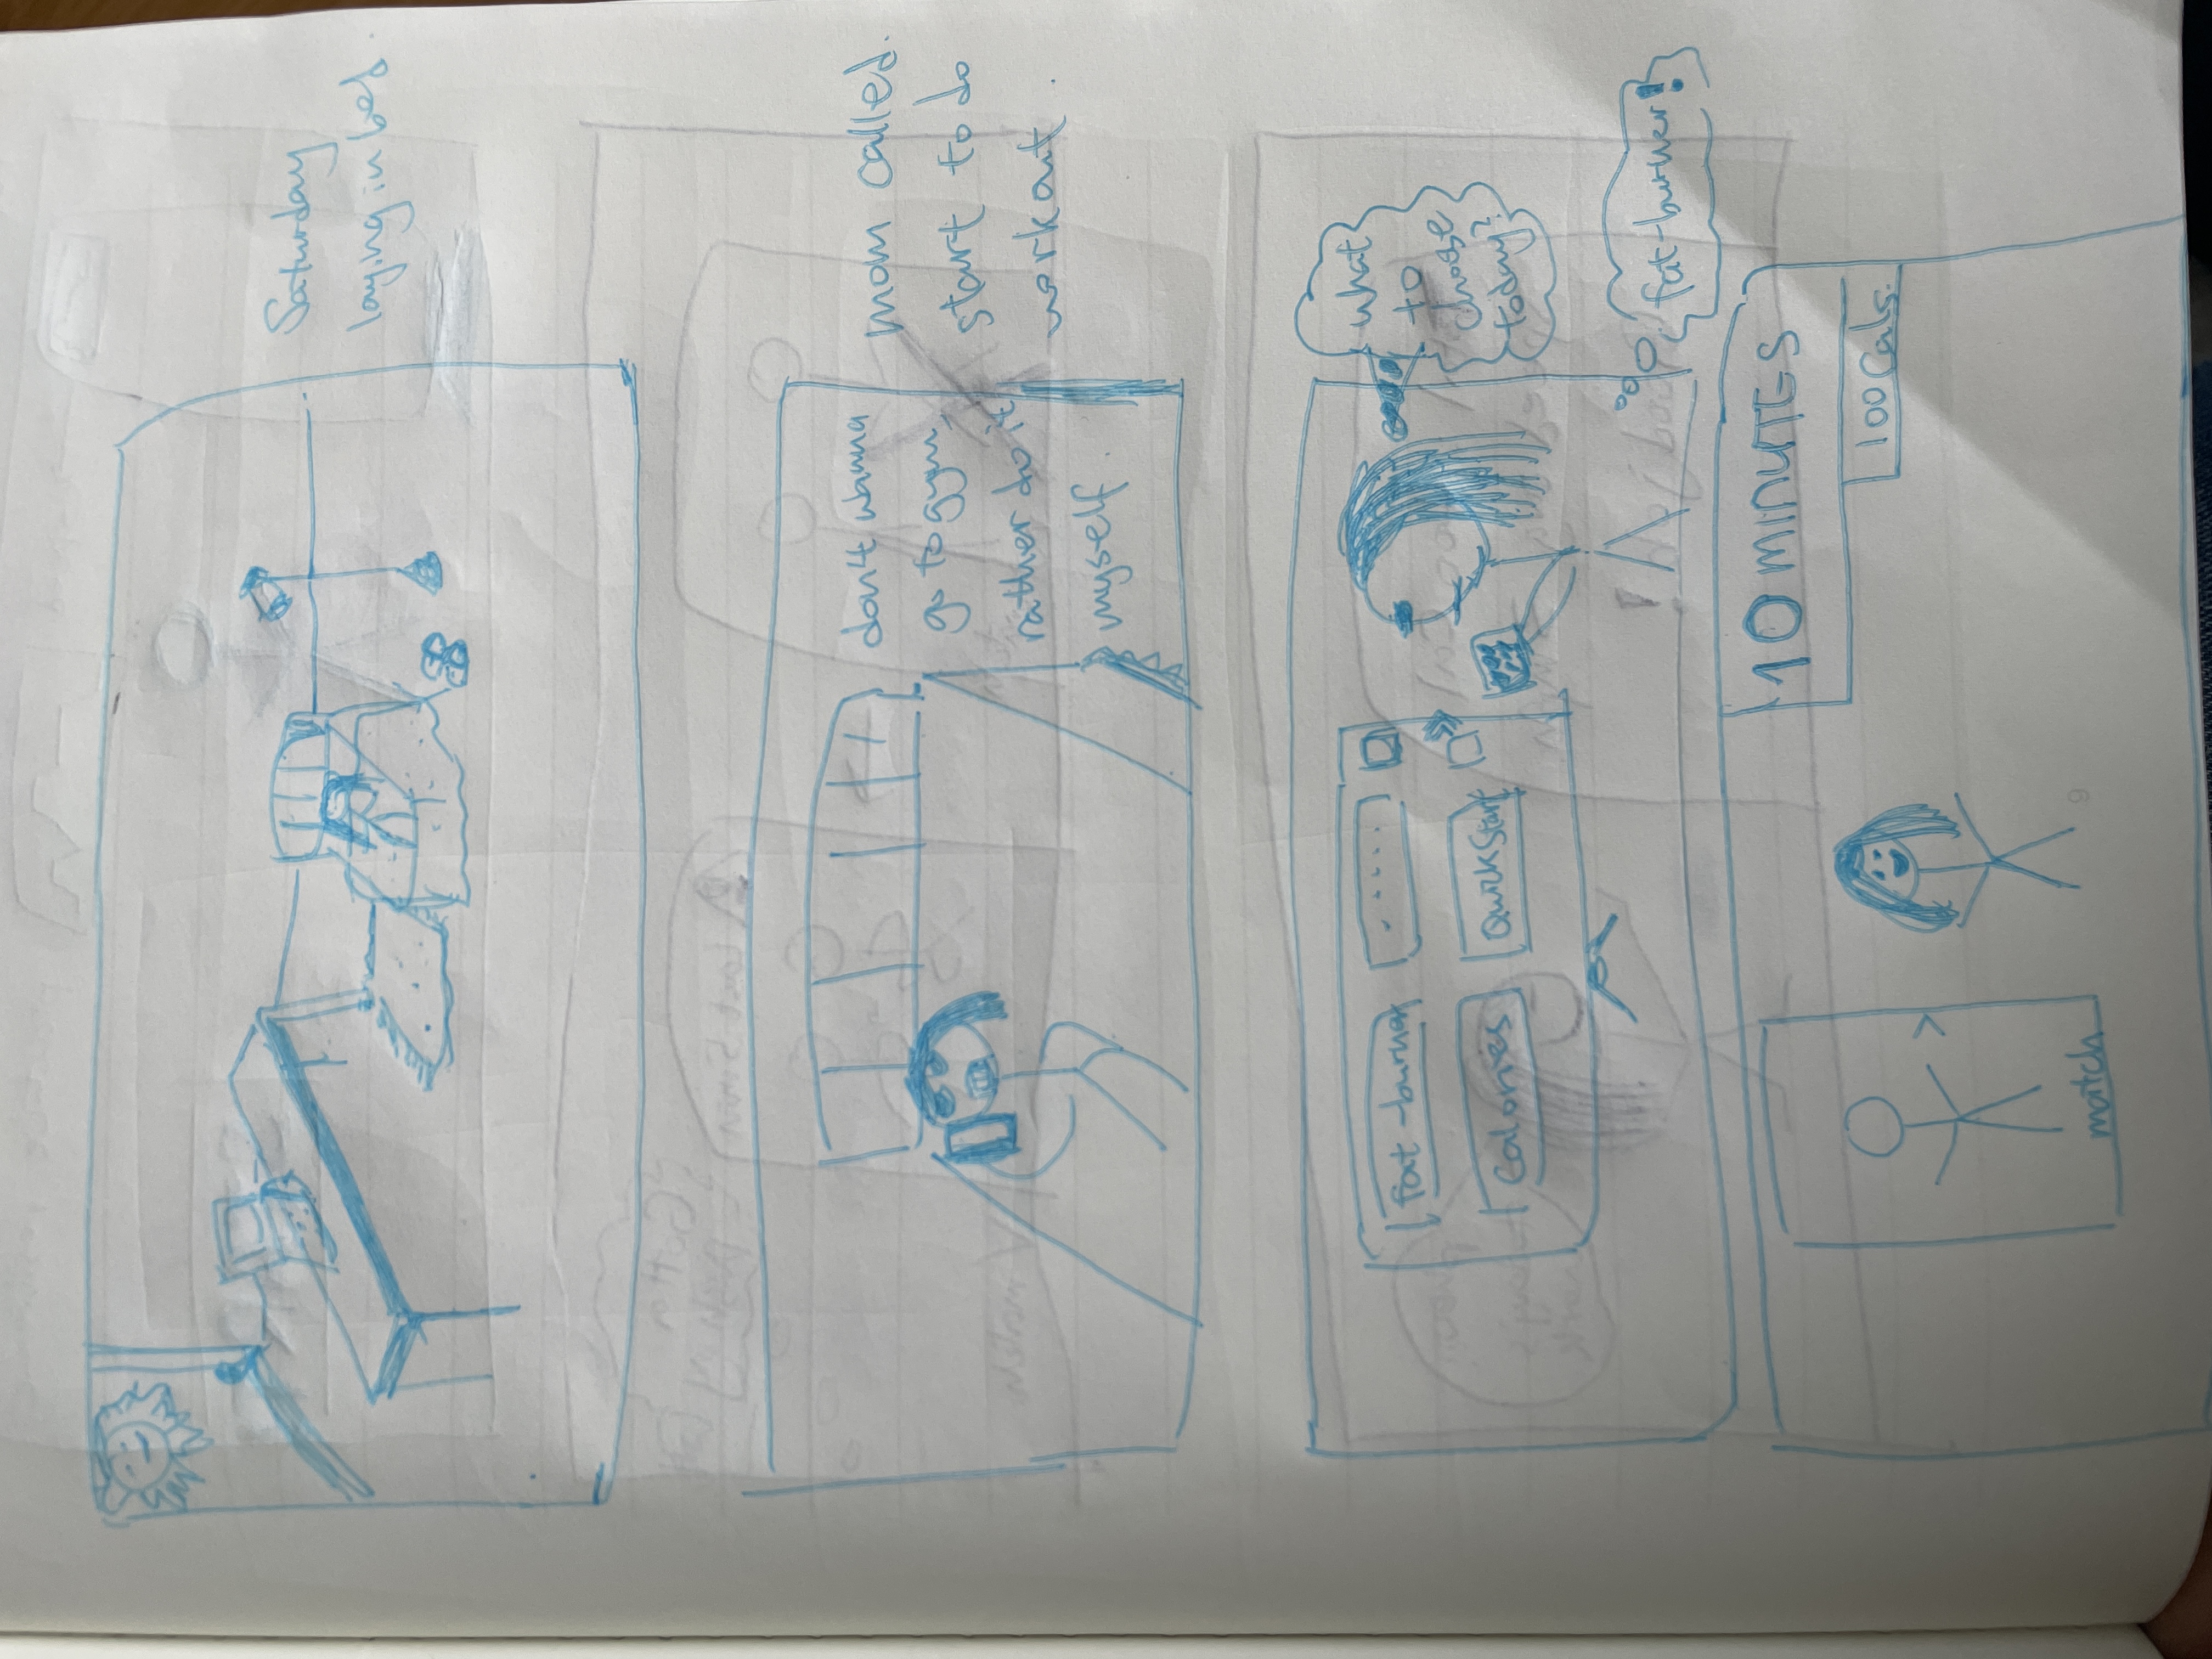 Saturday
laying in bed.
don't wanna
go to gym,
rather do it
myself.
mom called.
start to do
workout.
fat-burner
Calories
QuickStart
what
to
choose
today?
fat-burner!
10 MINUTES
100 Cals.
match
9